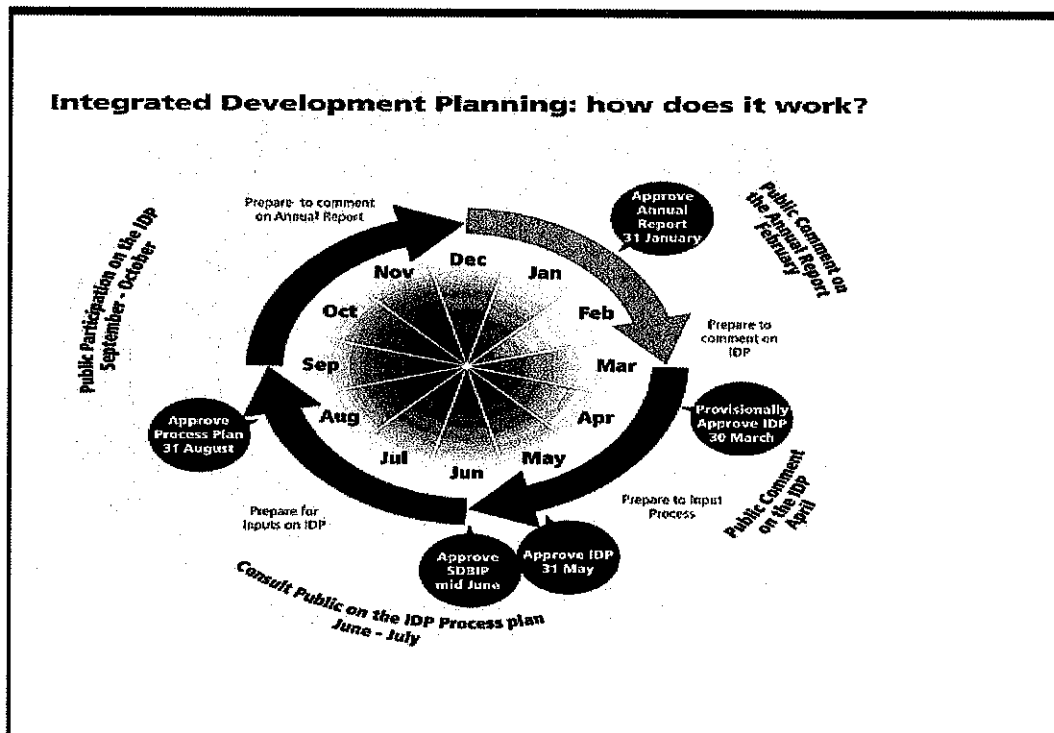 Integrated Development Planning: how does it work?
Prepare to comment
on Annual Report
Approve
Annual
Report
31 January
Public Comment on
the Annual Report
February
Public Participation on the IDP
September - October
Nov
Dec
Jan
Oct
Feb
Sep
Mar
Aug
Apr
Jul
Jun
May
Prepare to
comment on
IDP
Provisionally
Approve IDP
30 March
Public Comment
on the IDP
April
Approve
Process Plan
31 August
Prepare for
Inputs on IDP
Prepare to Input
Process
Approve
SDBIP
mid June
Approve IDP
31 May
Consult Public on the IDP Process plan
June - July